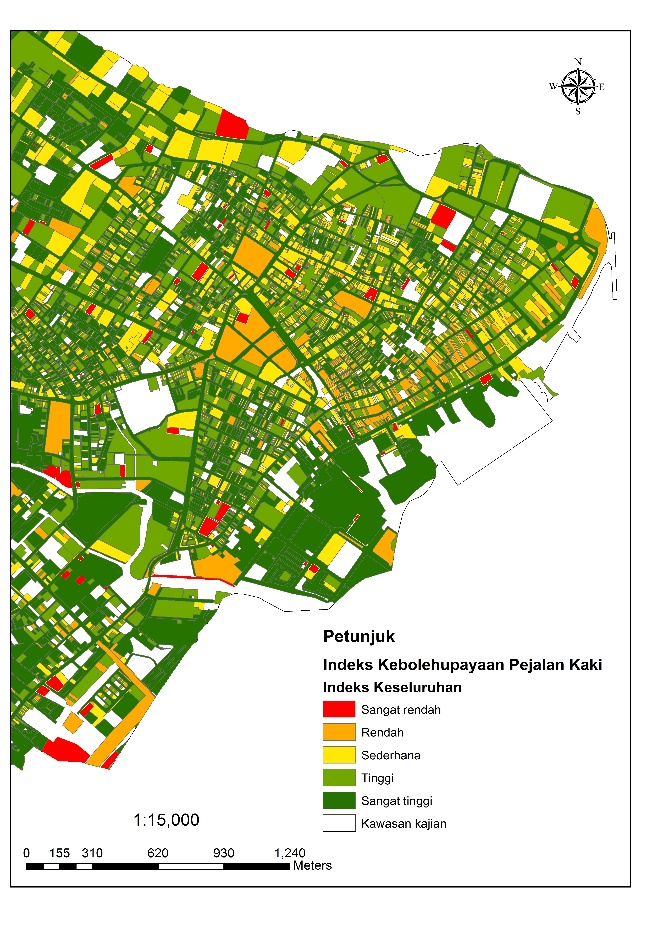 N
W E
S
Petunjuk
Indeks Kebolehupayaan Pejalan Kaki
Indeks Keseluruhan
Sangat rendah
Rendah
Sederhana
Tinggi
Sangat tinggi
Kawasan kajian
1:15,000
0 155 310 620 930 1,240
Meters